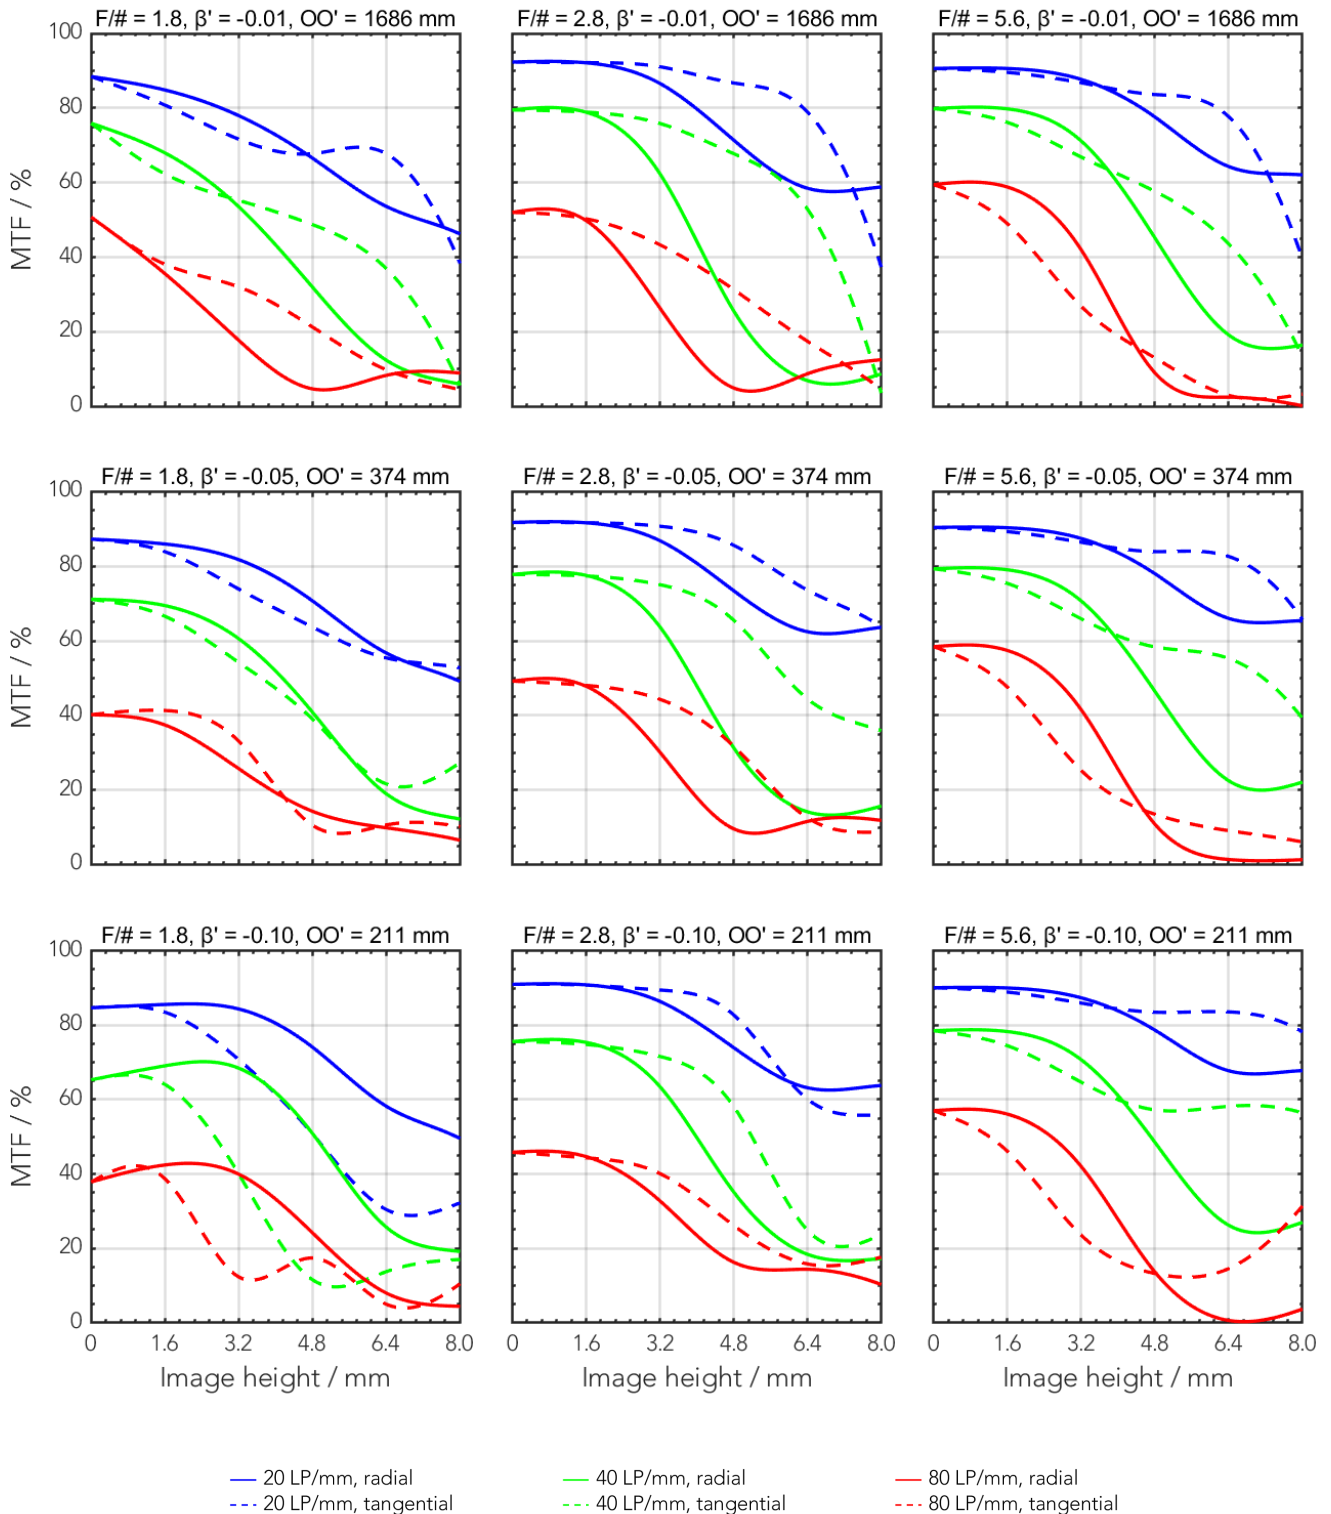 F/# = 1.8, β' = -0.01, OO' = 1686 mm
F/# = 2.8, β' = -0.01, OO' = 1686 mm
F/# = 5.6, β' = -0.01, OO' = 1686 mm
100
80
60
40
20
0
MTF / %
F/# = 1.8, β' = -0.05, OO' = 374 mm
F/# = 2.8, β' = -0.05, OO' = 374 mm
F/# = 5.6, β' = -0.05, OO' = 374 mm
100
80
60
40
20
0
MTF / %
F/# = 1.8, β' = -0.10, OO' = 211 mm
F/# = 2.8, β' = -0.10, OO' = 211 mm
F/# = 5.6, β' = -0.10, OO' = 211 mm
100
80
60
40
20
0
MTF / %
0 1.6 3.2 4.8 6.4 8.0
0 1.6 3.2 4.8 6.4 8.0
0 1.6 3.2 4.8 6.4 8.0
Image height / mm
Image height / mm
Image height / mm
20 LP/mm, radial
40 LP/mm, radial
80 LP/mm, radial
20 LP/mm, tangential
40 LP/mm, tangential
80 LP/mm, tangential